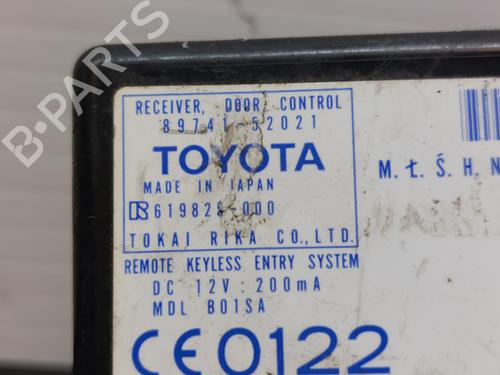 RECEIVER, DOOR CONTROL
89741-52021
TOYOTA
MADE IN JAPAN
R 619828-000
TOKAI RIKA CO., LTD.
REMOTE KEYLESS ENTRY SYSTEM
DC 12V : 200mA
MDL B01SA
CE0122
M. Ł. Ś. H. N
B-PARTS